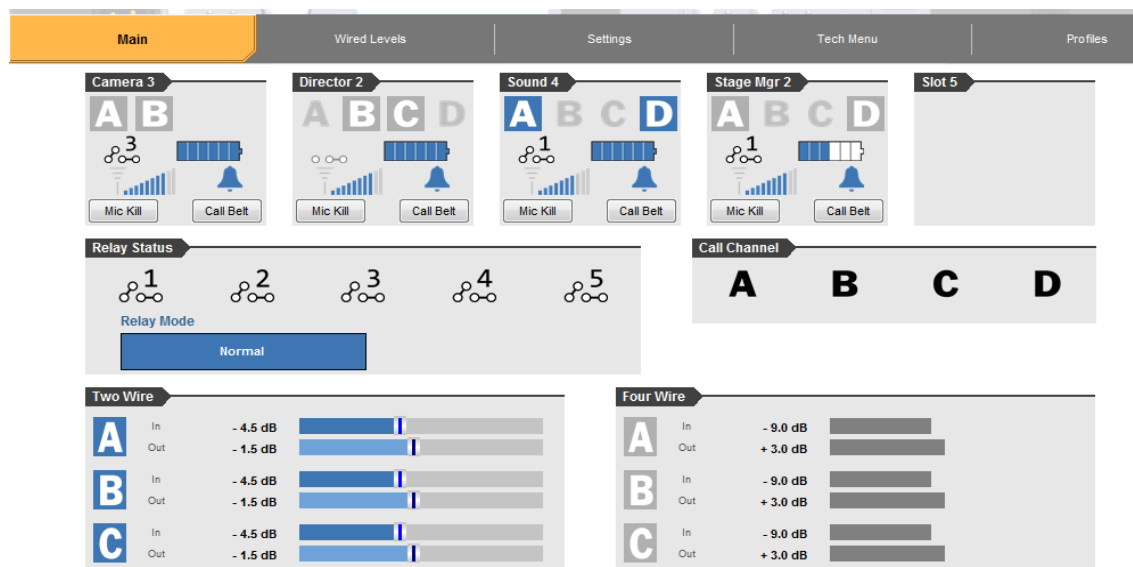 Main Wired Levels Settings Tech Menu Profiles
Camera 3 Director 2 Sound 4 Stage Mgr 2 Slot 5
A B A B C D A B C D A B C D
3 1 1
Mic Kill Call Belt Mic Kill Call Belt Mic Kill Call Belt Mic Kill Call Belt
Relay Status Call Channel
1 2 3 4 5 A B C D
Relay Mode
Normal
Two Wire Four Wire
A In - 4.5 dB A In - 9.0 dB
Out - 1.5 dB Out + 3.0 dB
B In - 4.5 dB B In - 9.0 dB
Out - 1.5 dB Out + 3.0 dB
C In - 4.5 dB C In - 9.0 dB
Out - 1.5 dB Out + 3.0 dB